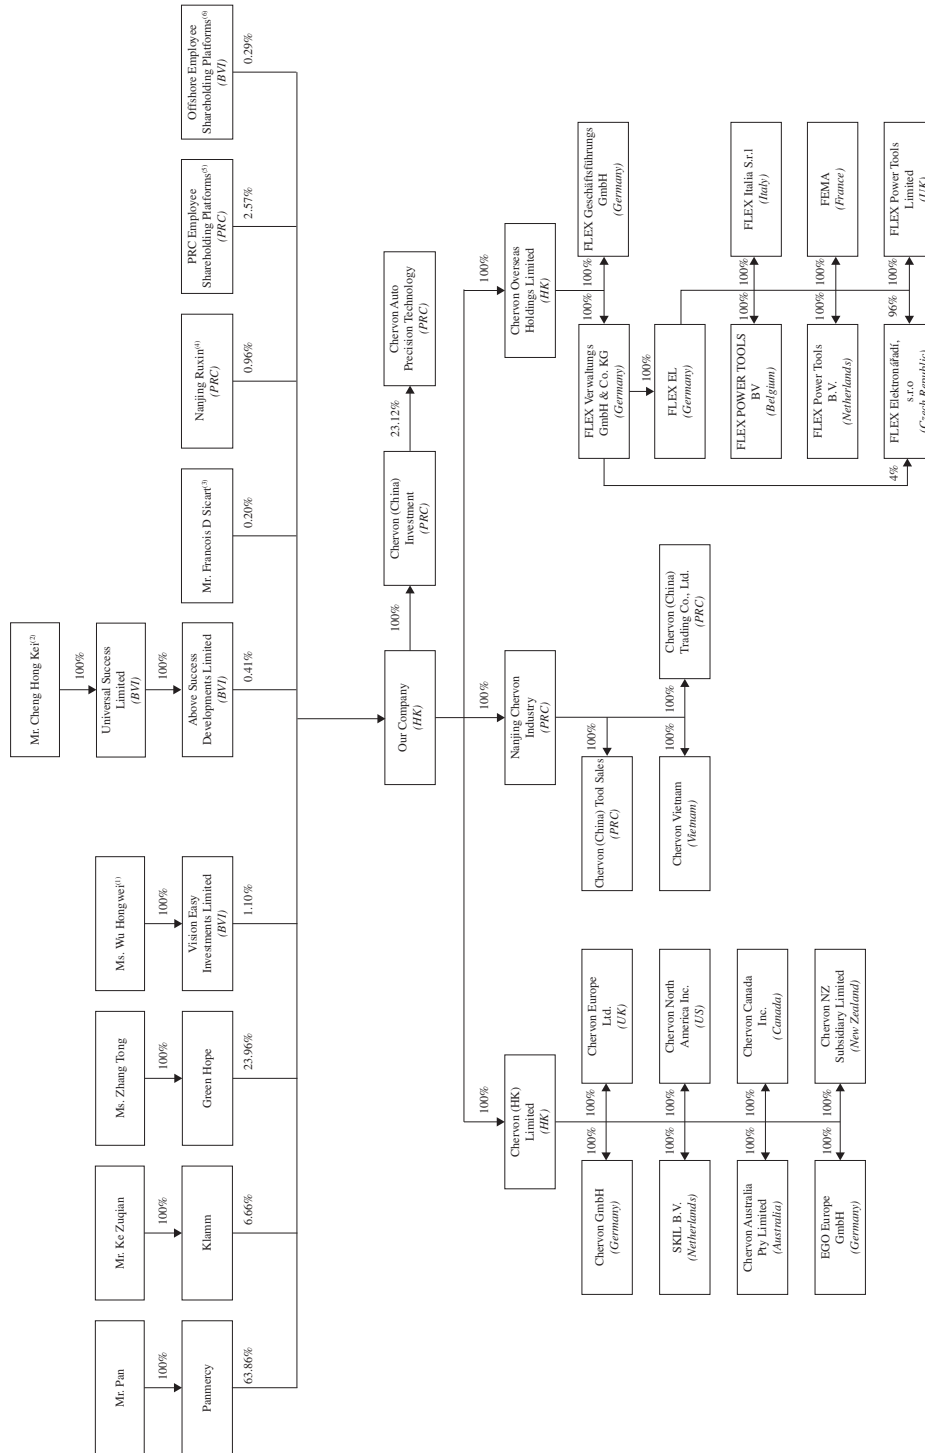 Mr. Cheng Hong Kei(2)
100%
Mr. Pan
Mr. Ke Zuqian
Ms. Zhang Tong
Ms. Wu Hongwei(1)
Universal Success
Limited
(BVI)
100%
100%
100%
100%
100%
Panmercy
Klamm
Green Hope
Vision Easy
Investments Limited
(BVI)
Above Success
Developments Limited
(BVI)
Mr. Francois D Sicart(3)
Nanjing Ruxin(4)
(PRC)
PRC Employee
Shareholding Platforms(5)
(PRC)
Offshore Employee
Shareholding Platforms(6)
(BVI)
63.86%
6.66%
23.96%
1.10%
0.41%
0.20%
0.96%
2.57%
0.29%
Our Company
(HK)
100%
Chervon (China)
Investment
(PRC)
23.12%
Chervon Auto
Precision Technology
(PRC)
100%
100%
100%
Chervon (HK)
Limited
(HK)
Nanjing Chervon
Industry
(PRC)
Chervon Overseas
Holdings Limited
(HK)
100%
100%
Chervon GmbH
(Germany)
Chervon Europe
Ltd.
(UK)
100%
100%
SKIL B.V.
(Netherlands)
Chervon North
America Inc.
(US)
100%
100%
Chervon Australia
Pty Limited
(Australia)
Chervon Canada
Inc.
(Canada)
100%
100%
EGO Europe
GmbH
(Germany)
Chervon NZ
Subsidiary Limited
(New Zealand)
100%
Chervon (China) Tool Sales
(PRC)
100%
100%
Chervon Vietnam
(Vietnam)
Chervon (China)
Trading Co., Ltd.
(PRC)
100%
100%
FLEX Verwaltungs
GmbH & Co. KG
(Germany)
FLEX Geschäftsführungs
GmbH
(Germany)
100%
FLEX EL
(Germany)
100%
100%
FLEX POWER TOOLS
BV
(Belgium)
FLEX Italia S.r.l
(Italy)
100%
100%
FLEX Power Tools
B.V.
(Netherlands)
FEMA
(France)
4%
96%
100%
FLEX Elektronářadí,
s.r.o
(Czech Republic)
FLEX Power Tools
Limited
(UK)